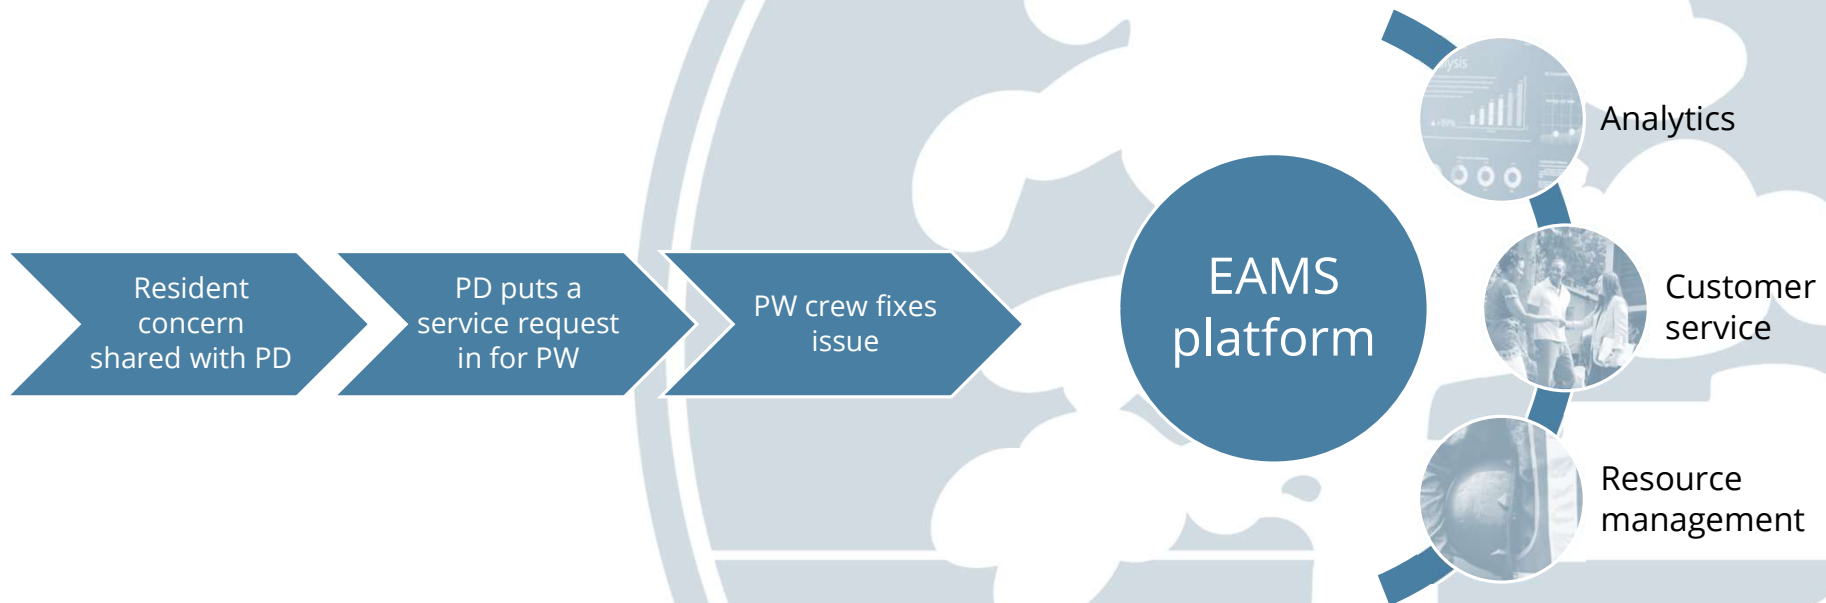 Resident
concern
shared with PD
PD puts a
service request
in for PW
PW crew fixes
issue
EAMS
platform
Analytics
Customer
service
Resource
management